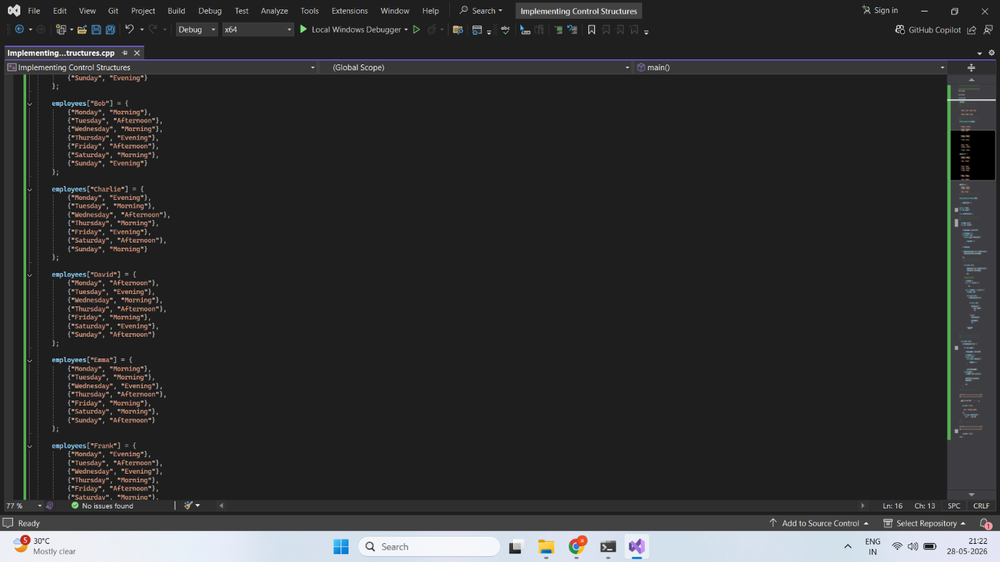 File Edit View Git Project Build Debug Test Analyze Tools Extensions Window Help Search Implementing Control Structures Sign in
Debug x64 Local Windows Debugger abc GitHub Copilot
Implementing...tructures.cpp
Implementing Control Structures (Global Scope) main()
{"Sunday", "Evening"}
};
employees["Bob"] = {
{"Monday", "Morning"},
{"Tuesday", "Afternoon"},
{"Wednesday", "Morning"},
{"Thursday", "Evening"},
{"Friday", "Afternoon"},
{"Saturday", "Morning"},
{"Sunday", "Evening"}
};
employees["Charlie"] = {
{"Monday", "Evening"},
{"Tuesday", "Morning"},
{"Wednesday", "Afternoon"},
{"Thursday", "Morning"},
{"Friday", "Evening"},
{"Saturday", "Afternoon"},
{"Sunday", "Morning"}
};
employees["David"] = {
{"Monday", "Afternoon"},
{"Tuesday", "Evening"},
{"Wednesday", "Morning"},
{"Thursday", "Afternoon"},
{"Friday", "Morning"},
{"Saturday", "Evening"},
{"Sunday", "Afternoon"}
};
employees["Emma"] = {
{"Monday", "Morning"},
{"Tuesday", "Morning"},
{"Wednesday", "Evening"},
{"Thursday", "Afternoon"},
{"Friday", "Morning"},
{"Saturday", "Morning"},
{"Sunday", "Afternoon"}
};
employees["Frank"] = {
{"Monday", "Evening"},
{"Tuesday", "Afternoon"},
{"Wednesday", "Evening"},
{"Thursday", "Morning"},
{"Friday", "Afternoon"},
{"Saturday", "Morning"},
77 % No issues found Ln: 16 Ch: 13 SPC CRLF
Ready Add to Source Control Select Repository 1
5 30°C ENG 21:22
Mostly clear Search IN 28-05-2026